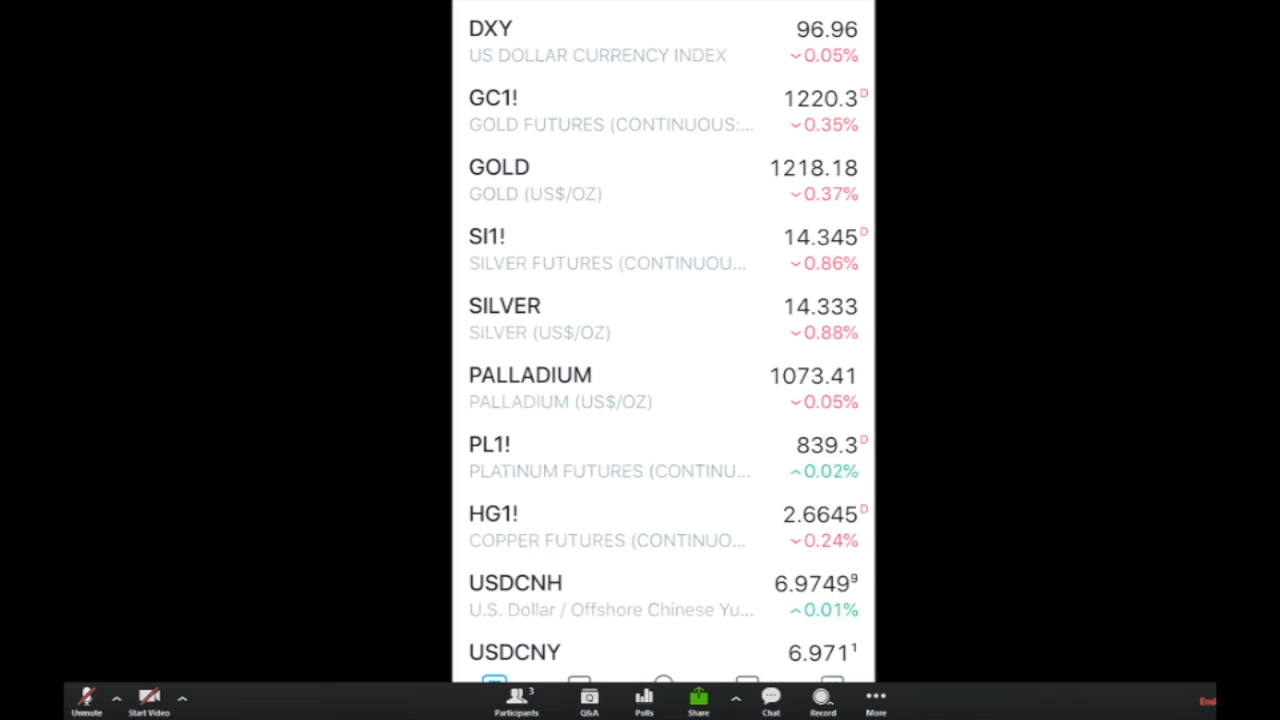 DXY 96.96
US DOLLAR CURRENCY INDEX 0.05%
GC1! 1220.3 D
GOLD FUTURES (CONTINUOUS:... 0.35%
GOLD 1218.18
GOLD (US$/OZ) 0.37%
SI1! 14.345 D
SILVER FUTURES (CONTINUOU... 0.86%
SILVER 14.333
SILVER (US$/OZ) 0.88%
PALLADIUM 1073.41
PALLADIUM (US$/OZ) 0.05%
PL1! 839.3 D
PLATINUM FUTURES (CONTINU... 0.02%
HG1! 2.6645 D
COPPER FUTURES (CONTINUO... 0.24%
USDCNH 6.9749⁹
U.S. Dollar / Offshore Chinese Yu... 0.01%
USDCNY 6.971¹
3
Unmute Start Video Participants Q&A Polls Share Chat Record More End